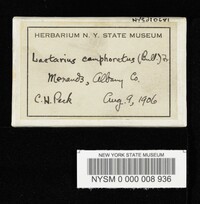 HERBARIUM N. Y. STATE MUSEUM
Lactarius camphoratus (Bull) Fr
Menands, Albany Co.
C. H. Peck Aug. 9, 1906
NEW YORK STATE MUSEUM
NYSM 0 000 008 936